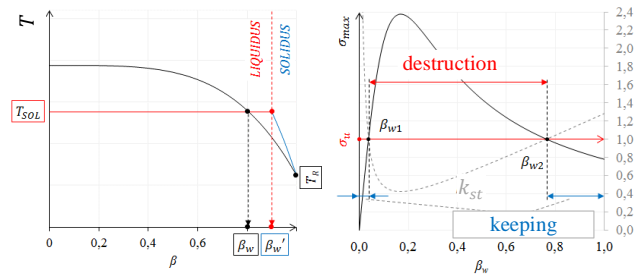 T
LIQUIDUS
SOLIDUS
T_SOL
T_R
β_w
β_w'
0
0,2
0,4
0,6
β
σ_max
2,4
2,2
2,0
1,8
1,6
1,4
1,2
1,0
0,8
0,6
0,4
0,2
0
destruction
β_w1
σ_u
β_w2
k_st
keeping
0,0
0,2
0,4
0,6
0,8
1,0
β_w